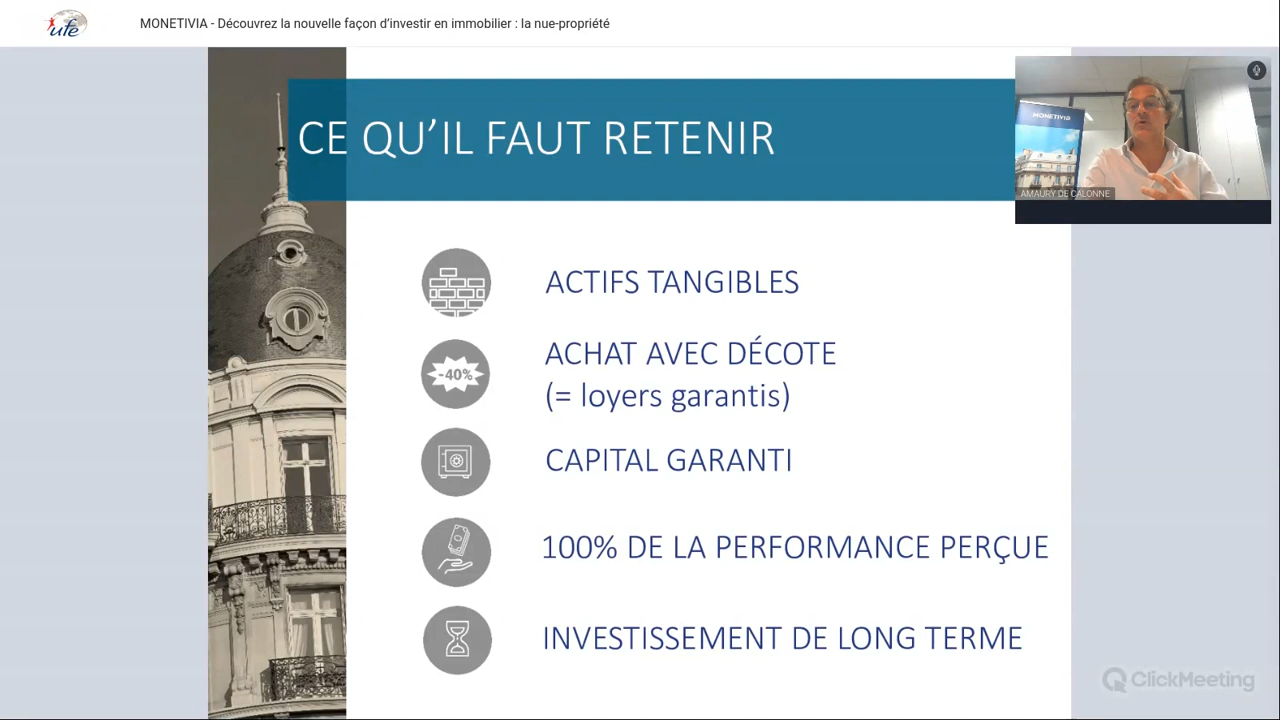 ufe
MONETIVIA - Découvrez la nouvelle façon d’investir en immobilier : la nue-propriété
MONETIVIA
AMAURY DE CALONNE
CE QU’IL FAUT RETENIR
ACTIFS TANGIBLES
-40%
ACHAT AVEC DÉCOTE
(= loyers garantis)
CAPITAL GARANTI
100% DE LA PERFORMANCE PERÇUE
INVESTISSEMENT DE LONG TERME
ClickMeeting